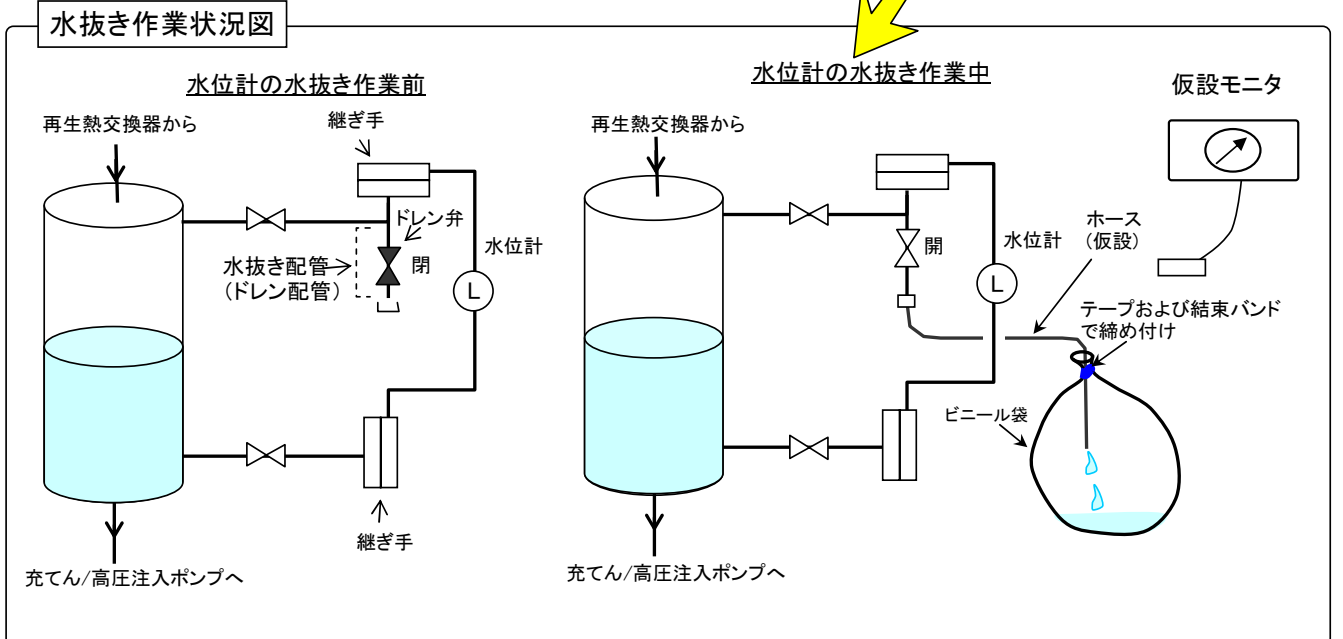 水抜き作業状況図
水位計の水抜き作業前
再生熱交換器から
継ぎ手
ドレン弁
水抜き配管
(ドレン配管)
閉
水位計
L
継ぎ手
充てん/高圧注入ポンプへ
水位計の水抜き作業中
再生熱交換器から
開
水位計
L
ホース
(仮設)
テープおよび結束バンド
で締め付け
ビニール袋
充てん/高圧注入ポンプへ
仮設モニタ